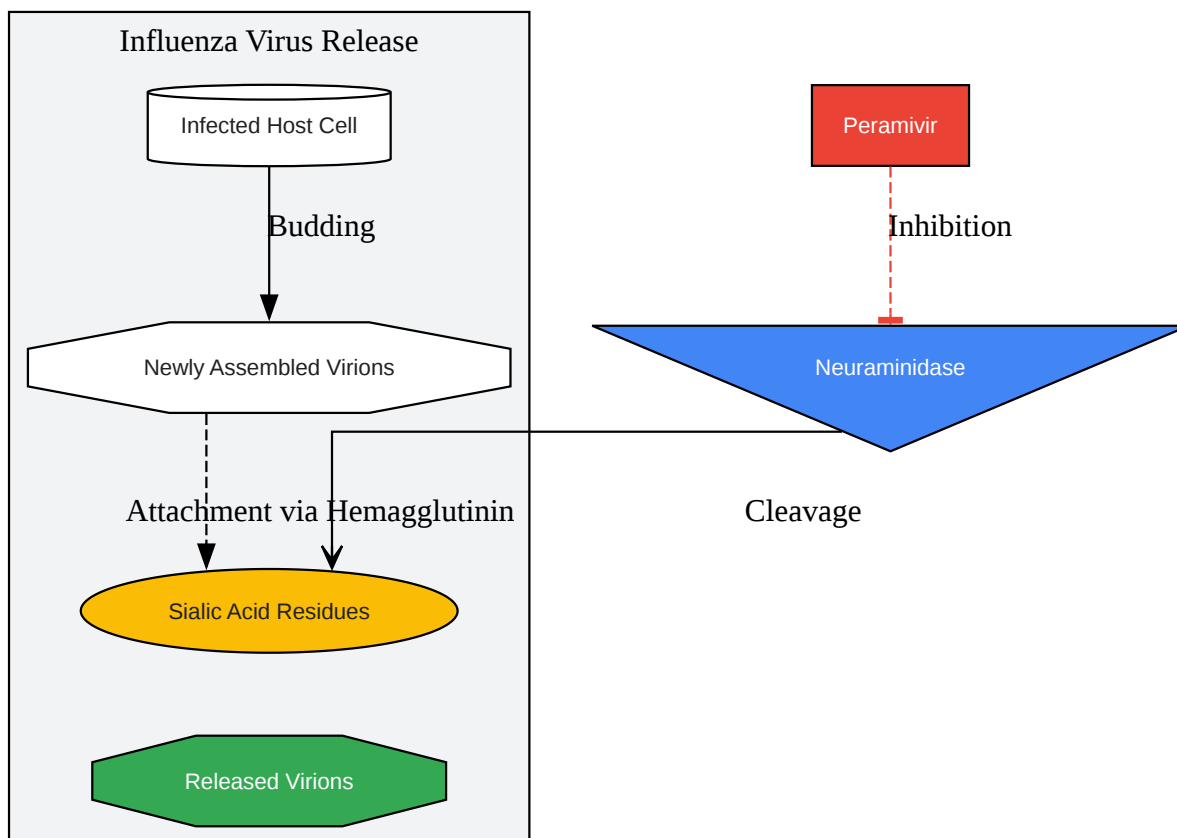 Influenza Virus Release
Infected Host Cell
Peramivir
Budding
Inhibition
Newly Assembled Virions
Neuraminidase
Attachment via Hemagglutinin
Cleavage
Sialic Acid Residues
Released Virions